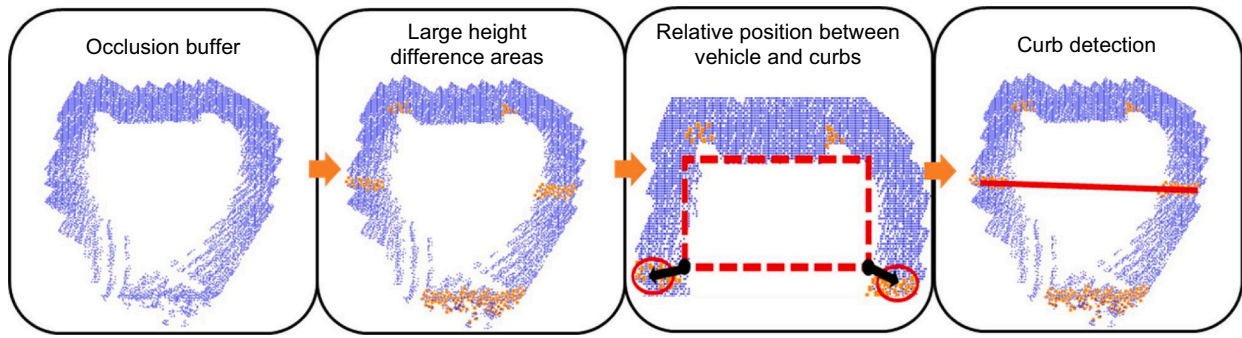 Occlusion buffer
Large height
difference areas
Relative position between
vehicle and curbs
Curb detection